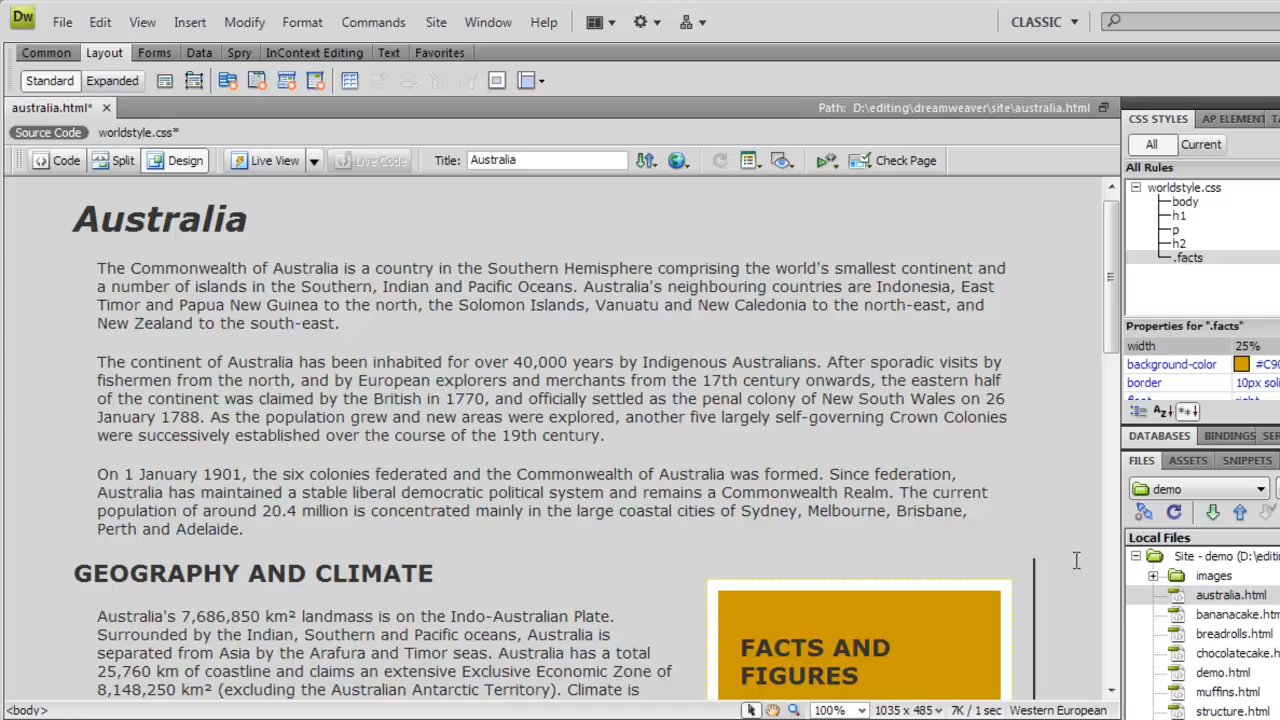 Dw File Edit View Insert Modify Format Commands Site Window Help CLASSIC
Common Layout Forms Data Spry InContext Editing Text Favorites
Standard Expanded
australia.html* Path: D:\editing\dreamweaver\site\australia.html
Source Code worldstyle.css*
Code Split Design Live View Live Code Title: Australia Check Page
Australia
The Commonwealth of Australia is a country in the Southern Hemisphere comprising the world's smallest continent and
a number of islands in the Southern, Indian and Pacific Oceans. Australia's neighbouring countries are Indonesia, East
Timor and Papua New Guinea to the north, the Solomon Islands, Vanuatu and New Caledonia to the north-east, and
New Zealand to the south-east.
The continent of Australia has been inhabited for over 40,000 years by Indigenous Australians. After sporadic visits by
fishermen from the north, and by European explorers and merchants from the 17th century onwards, the eastern half
of the continent was claimed by the British in 1770, and officially settled as the penal colony of New South Wales on 26
January 1788. As the population grew and new areas were explored, another five largely self-governing Crown Colonies
were successively established over the course of the 19th century.
On 1 January 1901, the six colonies federated and the Commonwealth of Australia was formed. Since federation,
Australia has maintained a stable liberal democratic political system and remains a Commonwealth Realm. The current
population of around 20.4 million is concentrated mainly in the large coastal cities of Sydney, Melbourne, Brisbane,
Perth and Adelaide.
GEOGRAPHY AND CLIMATE
Australia's 7,686,850 km² landmass is on the Indo-Australian Plate.
Surrounded by the Indian, Southern and Pacific oceans, Australia is
separated from Asia by the Arafura and Timor seas. Australia has a total
25,760 km of coastline and claims an extensive Exclusive Economic Zone of
8,148,250 km² (excluding the Australian Antarctic Territory). Climate is
FACTS AND
FIGURES
<body> 100% 1035 x 485 7K / 1 sec Western European
CSS STYLES AP ELEMENT
All Current
All Rules
worldstyle.css
body
h1
p
h2
.facts
Properties for ".facts"
width 25%
background-color #C90
border 10px soli
DATABASES BINDINGS SER
FILES ASSETS SNIPPETS
demo
Local Files
Site - demo (D:\editin
images
australia.html
bananacake.htm
breadrolls.html
chocolatecake.h
demo.html
muffins.html
structure.html